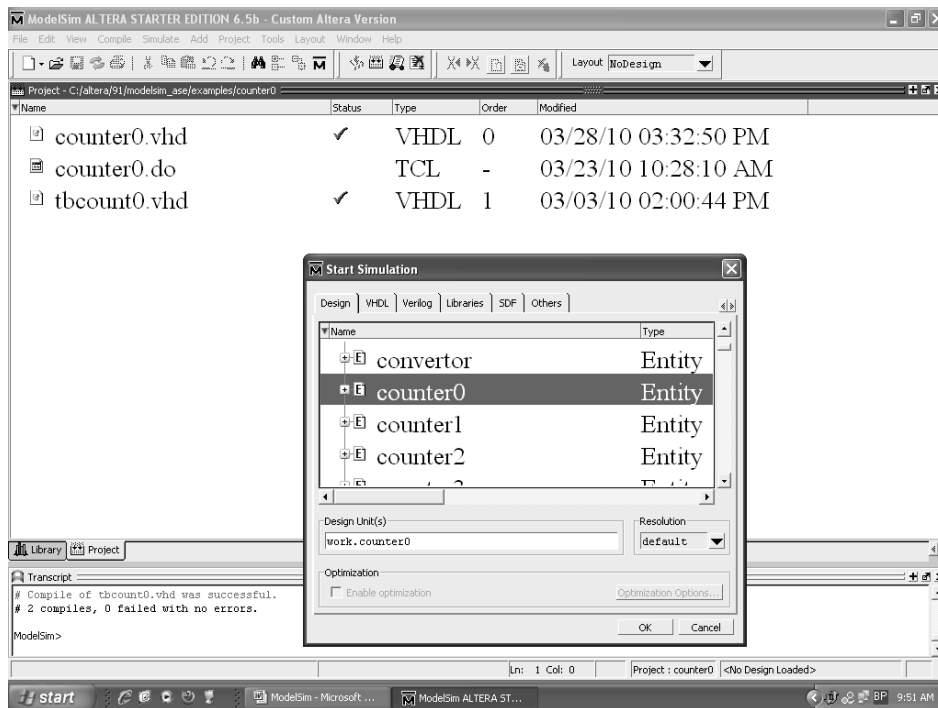 ModelSim ALTERA STARTER EDITION 6.5b - Custom Altera Version
File Edit View Compile Simulate Add Project Tools Layout Window Help
Layout NoDesign
Project - C:/altera/91/modelsim_ase/examples/counter0
Name Status Type Order Modified
counter0.vhd VHDL 0 03/28/10 03:32:50 PM
counter0.do TCL - 03/23/10 10:28:10 AM
tbcount0.vhd VHDL 1 03/03/10 02:00:44 PM
Start Simulation
Design VHDL Verilog Libraries SDF Others
Name Type
convertor Entity
counter0 Entity
counter1 Entity
counter2 Entity
Design Unit(s) Resolution
work.counter0 default
Optimization
Enable optimization Optimization Options...
OK Cancel
Library Project
Transcript
# Compile of tbcount0.vhd was successful.
# 2 compiles, 0 failed with no errors.
ModelSim>
Ln: 1 Col: 0 Project : counter0 <No Design Loaded>
start ModelSim - Microsoft ... ModelSim ALTERA ST... BP 9:51 AM